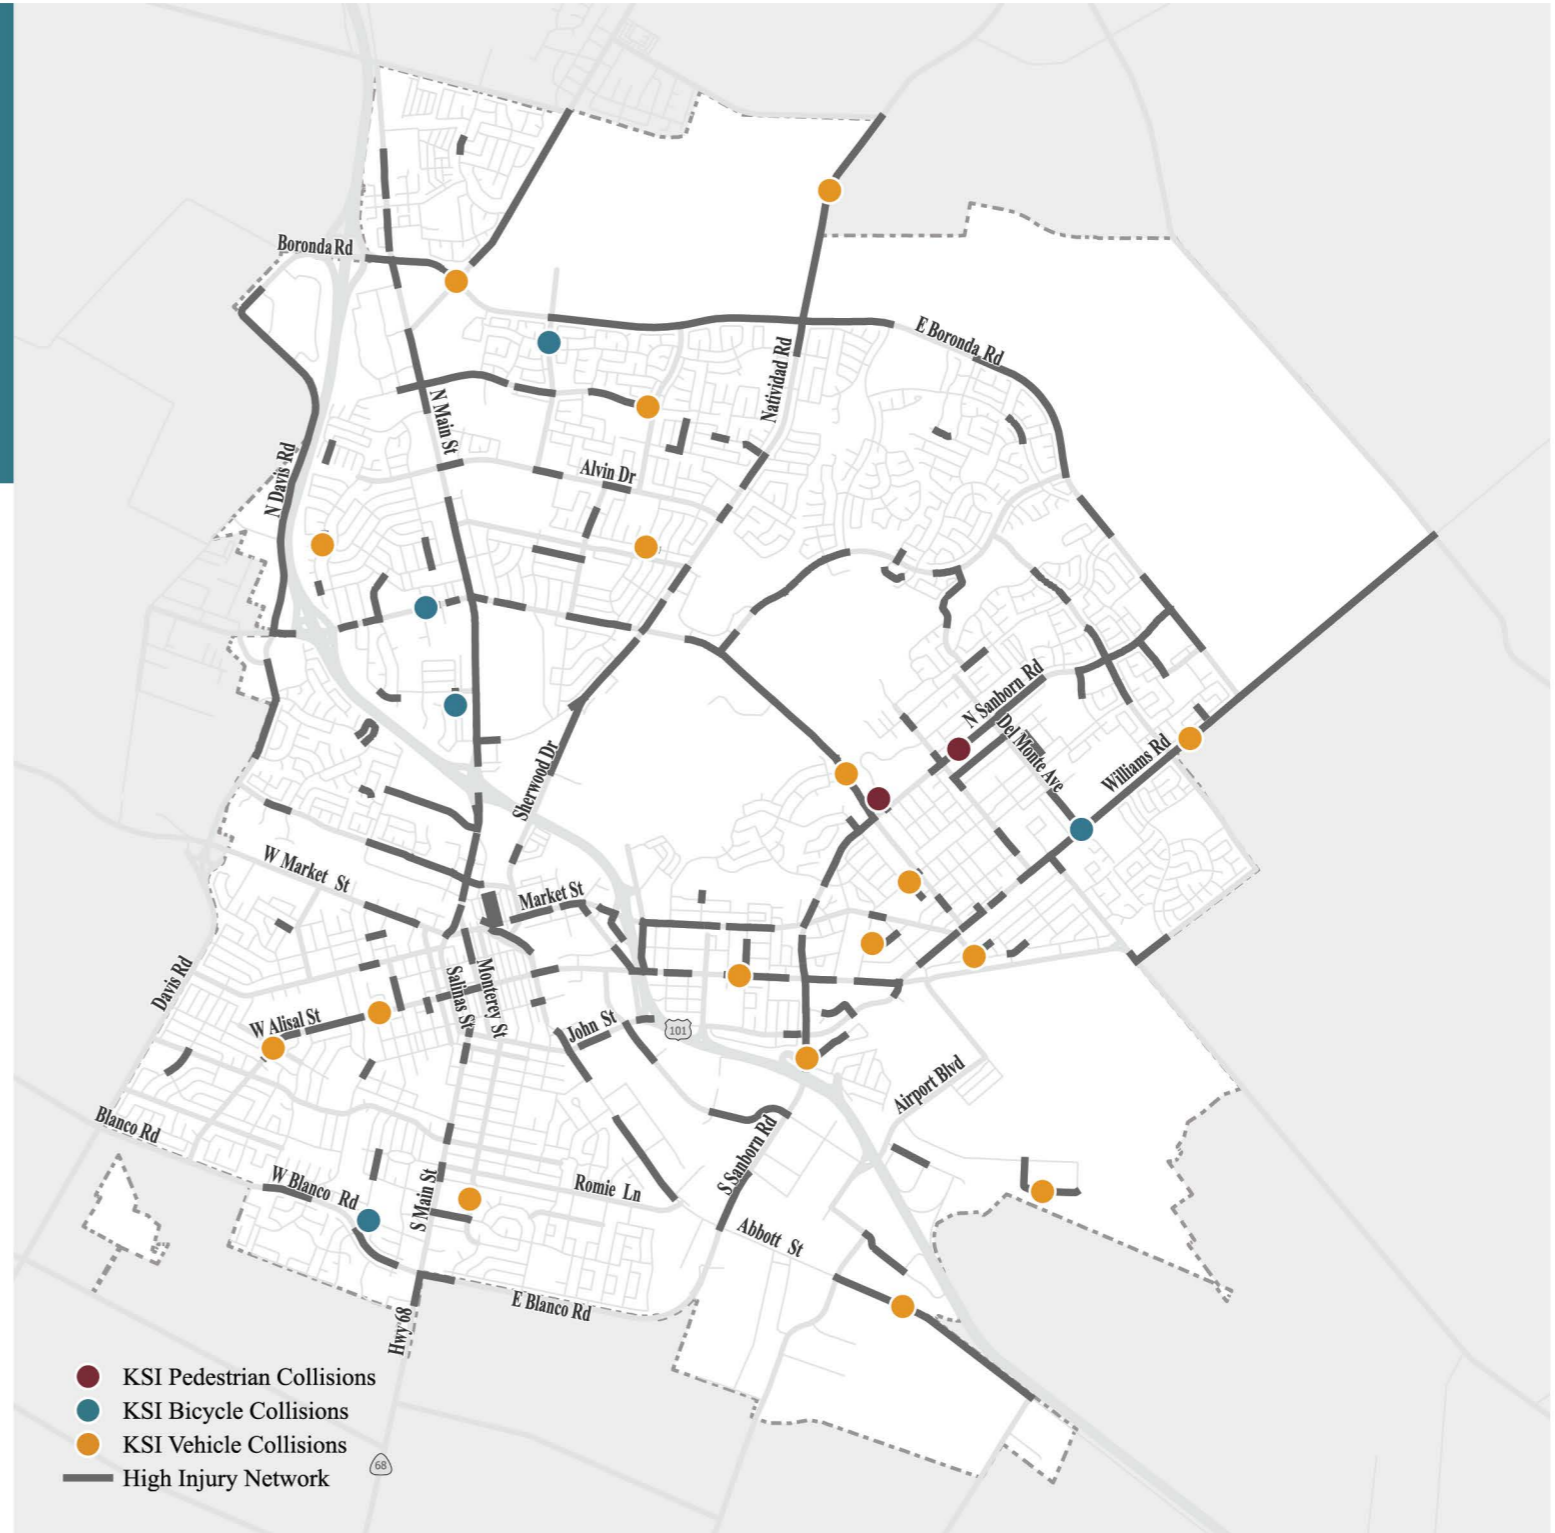 Boronda Rd
E Boronda Rd
Natividad Rd
N Main St
N Davis Rd
Alvin Dr
N Sanborn Rd
Del Monte Ave
Williams Rd
Sherwood Dr
W Market St
Market St
Davis Rd
Salinas St
Monterey St
W Alisal St
John St
101
Airport Blvd
Blanco Rd
W Blanco Rd
S Main St
Romie Ln
S Sanborn Rd
Abbott St
E Blanco Rd
Hwy 68
KSI Pedestrian Collisions
KSI Bicycle Collisions
KSI Vehicle Collisions
68
High Injury Network